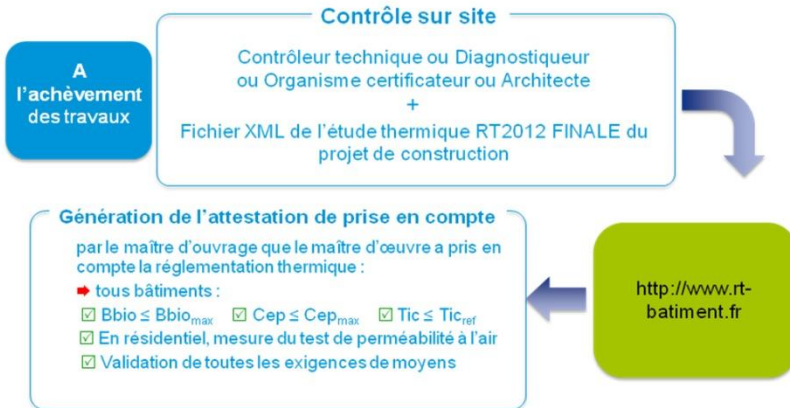 Contrôle sur site
A
l'achèvement
des travaux
Contrôleur technique ou Diagnostiqueur
ou Organisme certificateur ou Architecte
+
Fichier XML de l'étude thermique RT2012 FINALE du
projet de construction
Génération de l'attestation de prise en compte
par le maître d'ouvrage que le maître d'œuvre a pris en
compte la réglementation thermique :
➡ tous bâtiments :
☑ Bbio ≤ Bbiomax ☑ Cep ≤ Cepmax ☑ Tic ≤ Ticref
☑ En résidentiel, mesure du test de perméabilité à l'air
☑ Validation de toutes les exigences de moyens
http://www.rt-
batiment.fr